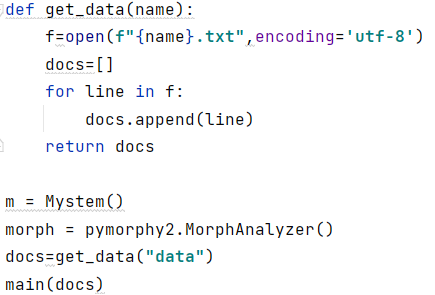 def get_data(name):
    f=open(f"{name}.txt",encoding='utf-8')
    docs=[]
    for line in f:
        docs.append(line)
    return docs
m = Mystem()
morph = pymorphy2.MorphAnalyzer()
docs=get_data("data")
main(docs)